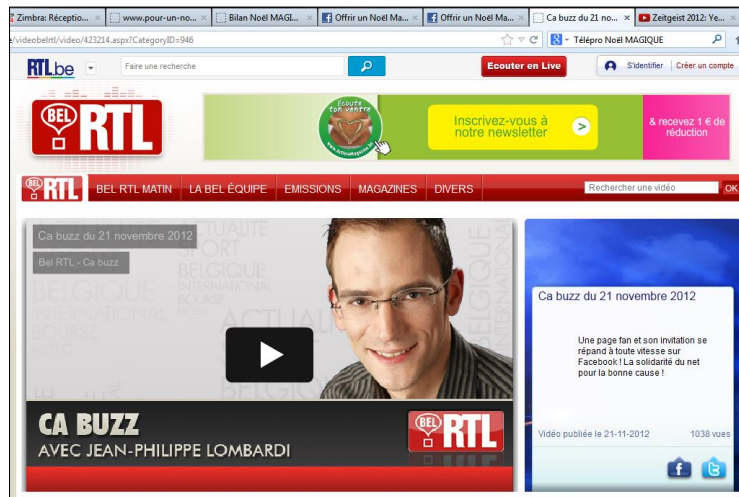 Zimbra: Réceptio...
www.pour-un-no...
Bilan Noël MAGI...
Offrir un Noël Ma...
Offrir un Noël Ma...
Ca buzz du 21 no...
Zeitgeist 2012: Ye...
e/videobelrtl/video/423214.aspx?CategoryID=946
Télépro Noël MAGIQUE
RTL.be
Faire une recherche
Ecouter en Live
S'identifier
Créer un compte
BEL
RTL
Ecoute
ton ventre
Inscrivez-vous à
notre newsletter
& recevez 1 € de
réduction
BEL
RTL
BEL RTL MATIN
LA BEL ÉQUIPE
EMISSIONS
MAGAZINES
DIVERS
Rechercher une vidéo
OK
Ca buzz du 21 novembre 2012
Bel RTL - Ca buzz
ACTUALITE
SPORT
BELGIQUE
INTERNATIONAL
BOURSE
CA BUZZ
AVEC JEAN-PHILIPPE LOMBARDI
BEL
RTL
Ca buzz du 21 novembre 2012
Une page fan et son invitation se
répand à toute vitesse sur
Facebook ! La solidarité du net
pour la bonne cause !
Vidéo publiée le 21-11-2012
1038 vues